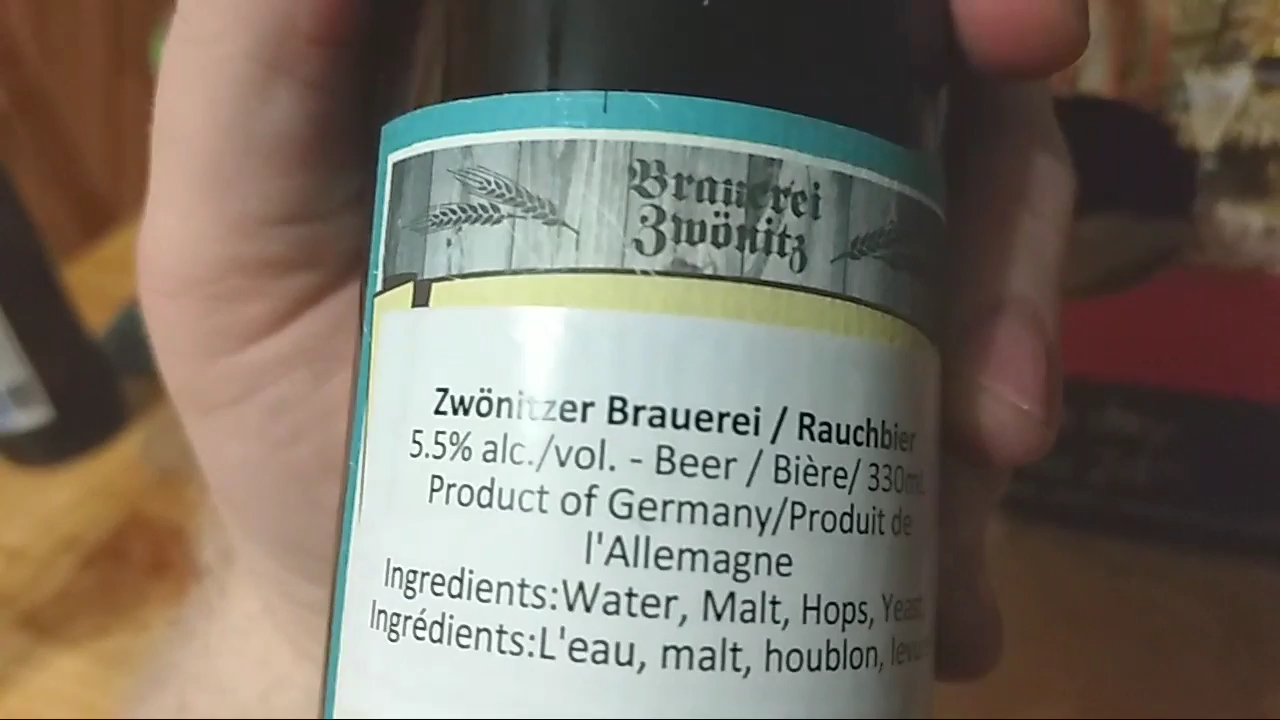 Brauerei
Zwönitz
Zwönitzer Brauerei / Rauchbier
5.5% alc./vol. - Beer / Bière/ 330mL
Product of Germany/Produit de
l'Allemagne
Ingredients:Water, Malt, Hops, Yeast
Ingrédients:L'eau, malt, houblon,